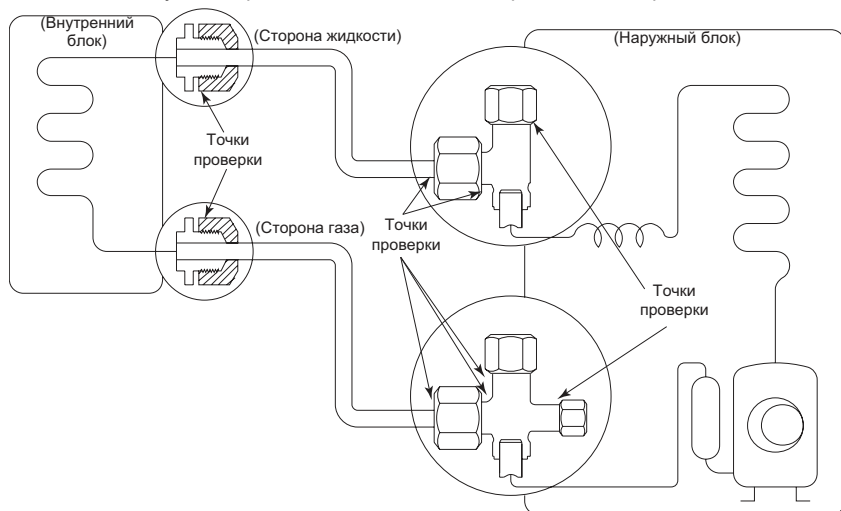 (Внутренний
блок)
(Сторона жидкости)
(Наружный блок)
Точки
проверки
(Сторона газа)
Точки
проверки
Точки
проверки